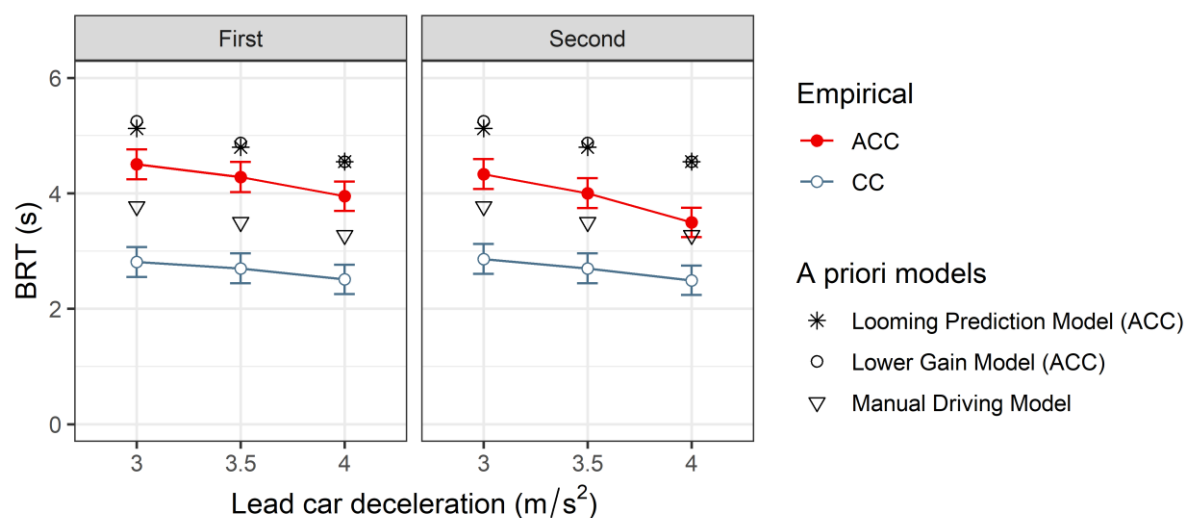 First
Second
6
4
2
0
BRT (s)
3
3.5
4
3
3.5
4
Lead car deceleration (m/s²)
Empirical
ACC
CC
A priori models
Looming Prediction Model (ACC)
Lower Gain Model (ACC)
Manual Driving Model